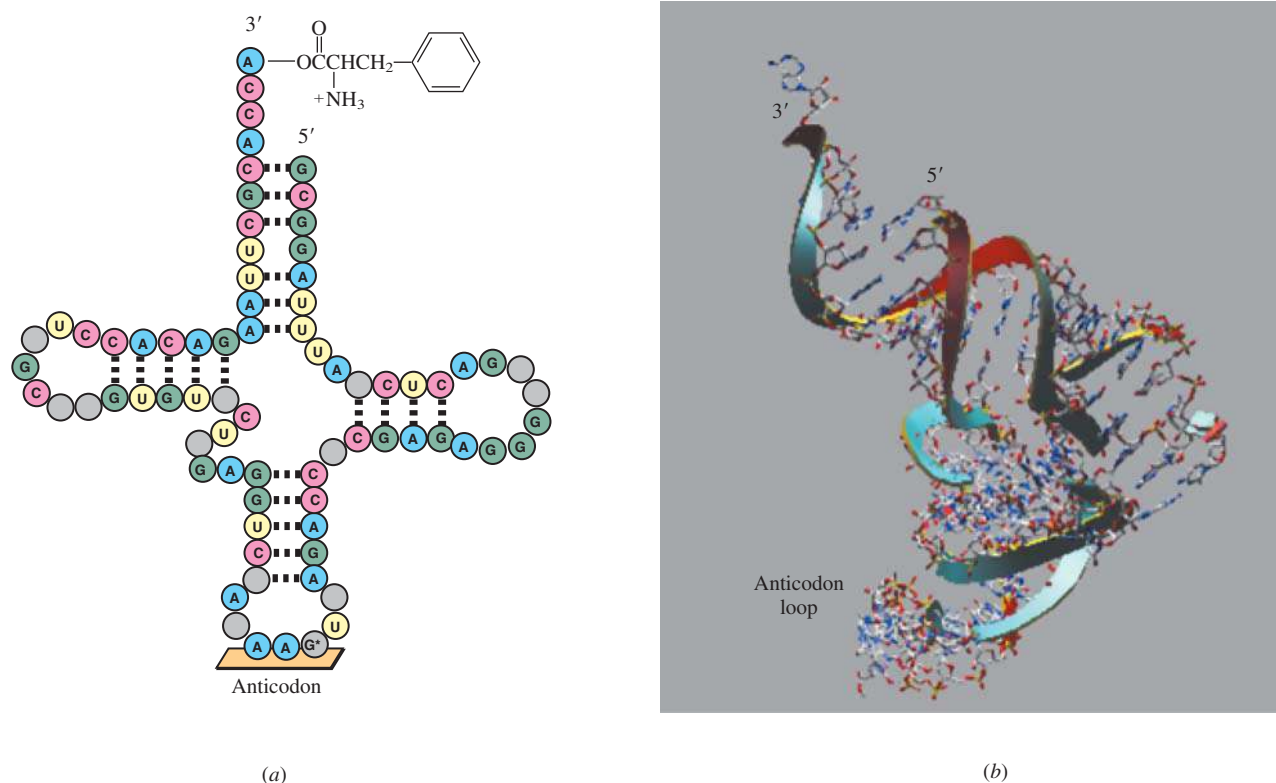 3′
O
OCCHCH₂
+NH₃
A
C
C
A
5′
C G
G C
C G
U G
U A
A U
A U
U C C A C A G
U A C U C A G
G
C G U G U C
G
C G A G A G G
U
G A G C
G C
U A
C G
A
A U
A A G*
Anticodon
(a)
3′
5′
Anticodon
loop
(b)